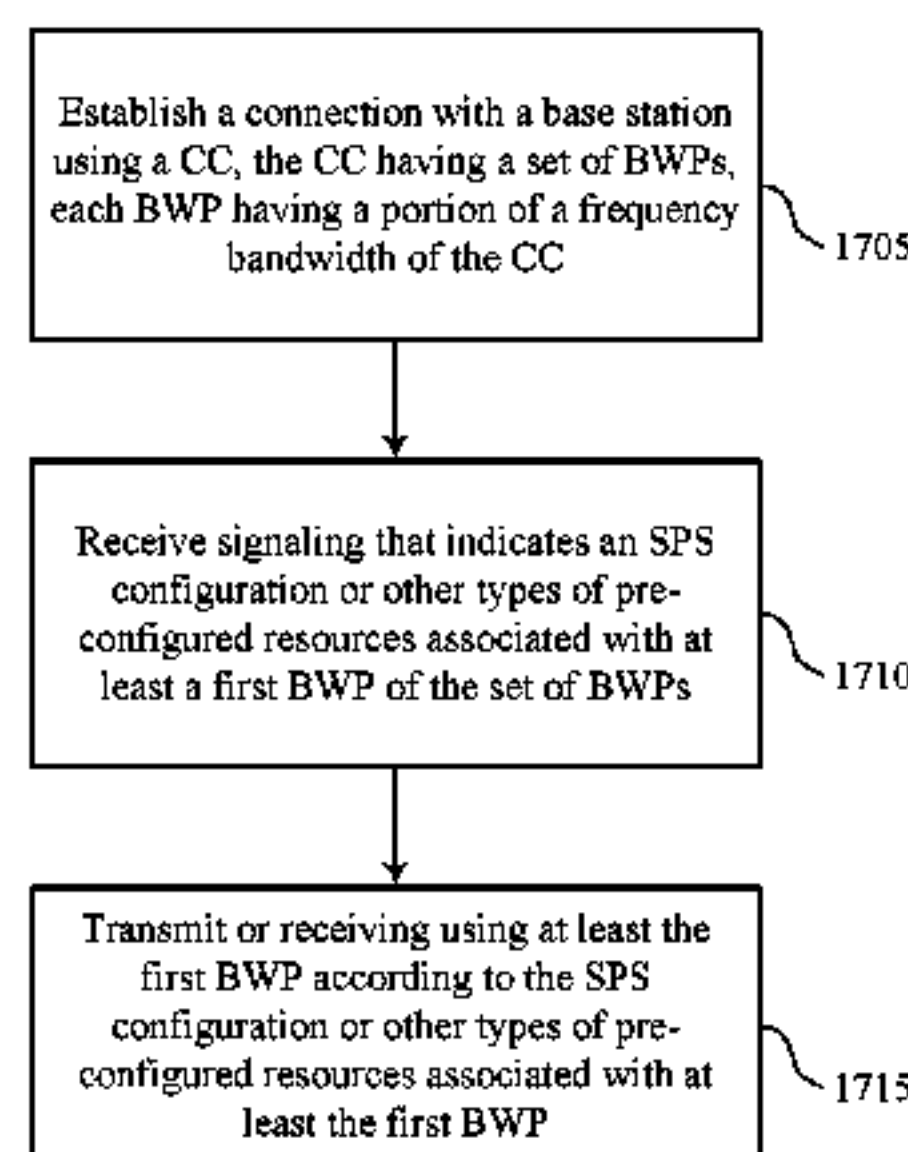 Establish a connection with a base station
using a CC, the CC having a set of BWPs,
each BWP having a portion of a frequency
bandwidth of the CC
1705
Receive signaling that indicates an SPS
configuration or other types of pre-
configured resources associated with at
least a first BWP of the set of BWPs
1710
Transmit or receiving using at least the
first BWP according to the SPS
configuration or other types of pre-
configured resources associated with at
least the first BWP
1715